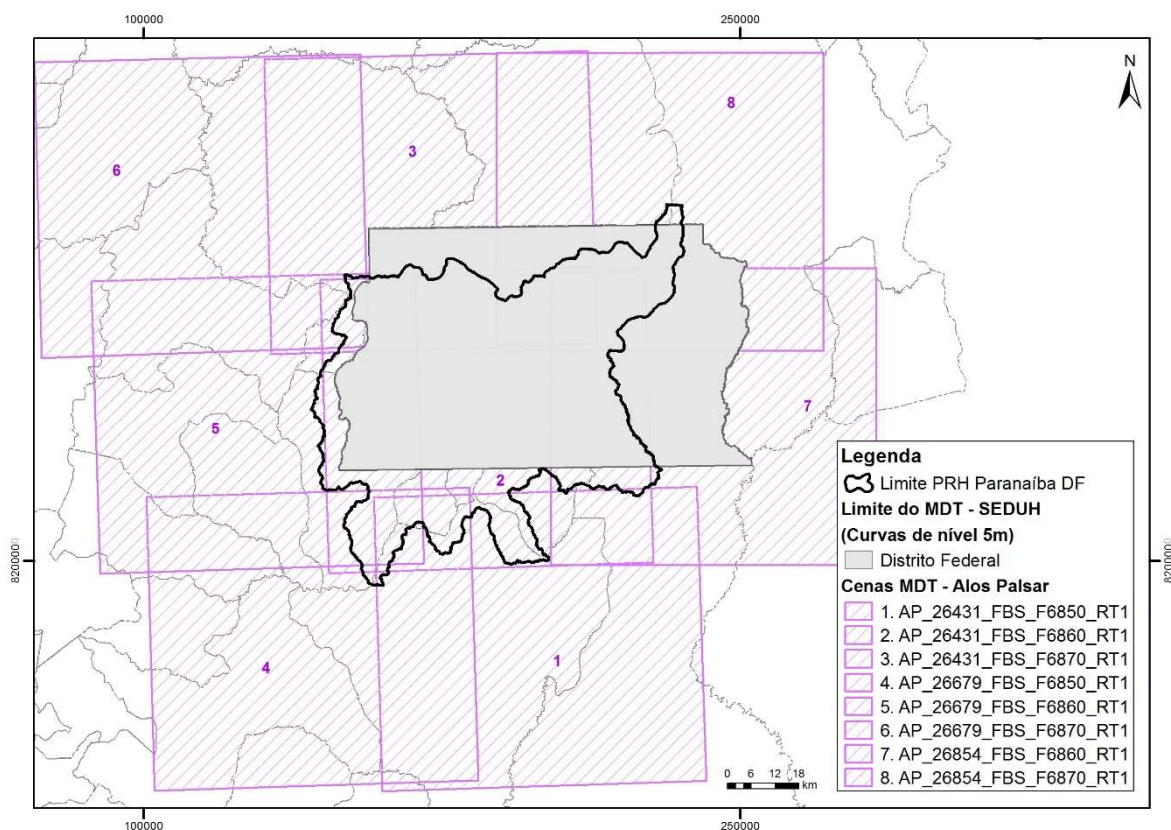 100000
250000
N
8
3
6
7
5
2
Legenda
Limite PRH Paranaíba DF
Limite do MDT - SEDUH
(Curvas de nível 5m)
Distrito Federal
Cenas MDT - Alos Palsar
1. AP_26431_FBS_F6850_RT1
2. AP_26431_FBS_F6860_RT1
3. AP_26431_FBS_F6870_RT1
4. AP_26679_FBS_F6850_RT1
5. AP_26679_FBS_F6860_RT1
6. AP_26679_FBS_F6870_RT1
7. AP_26854_FBS_F6860_RT1
8. AP_26854_FBS_F6870_RT1
8200000
8200000
4
1
0 6 12 18
km
100000
250000